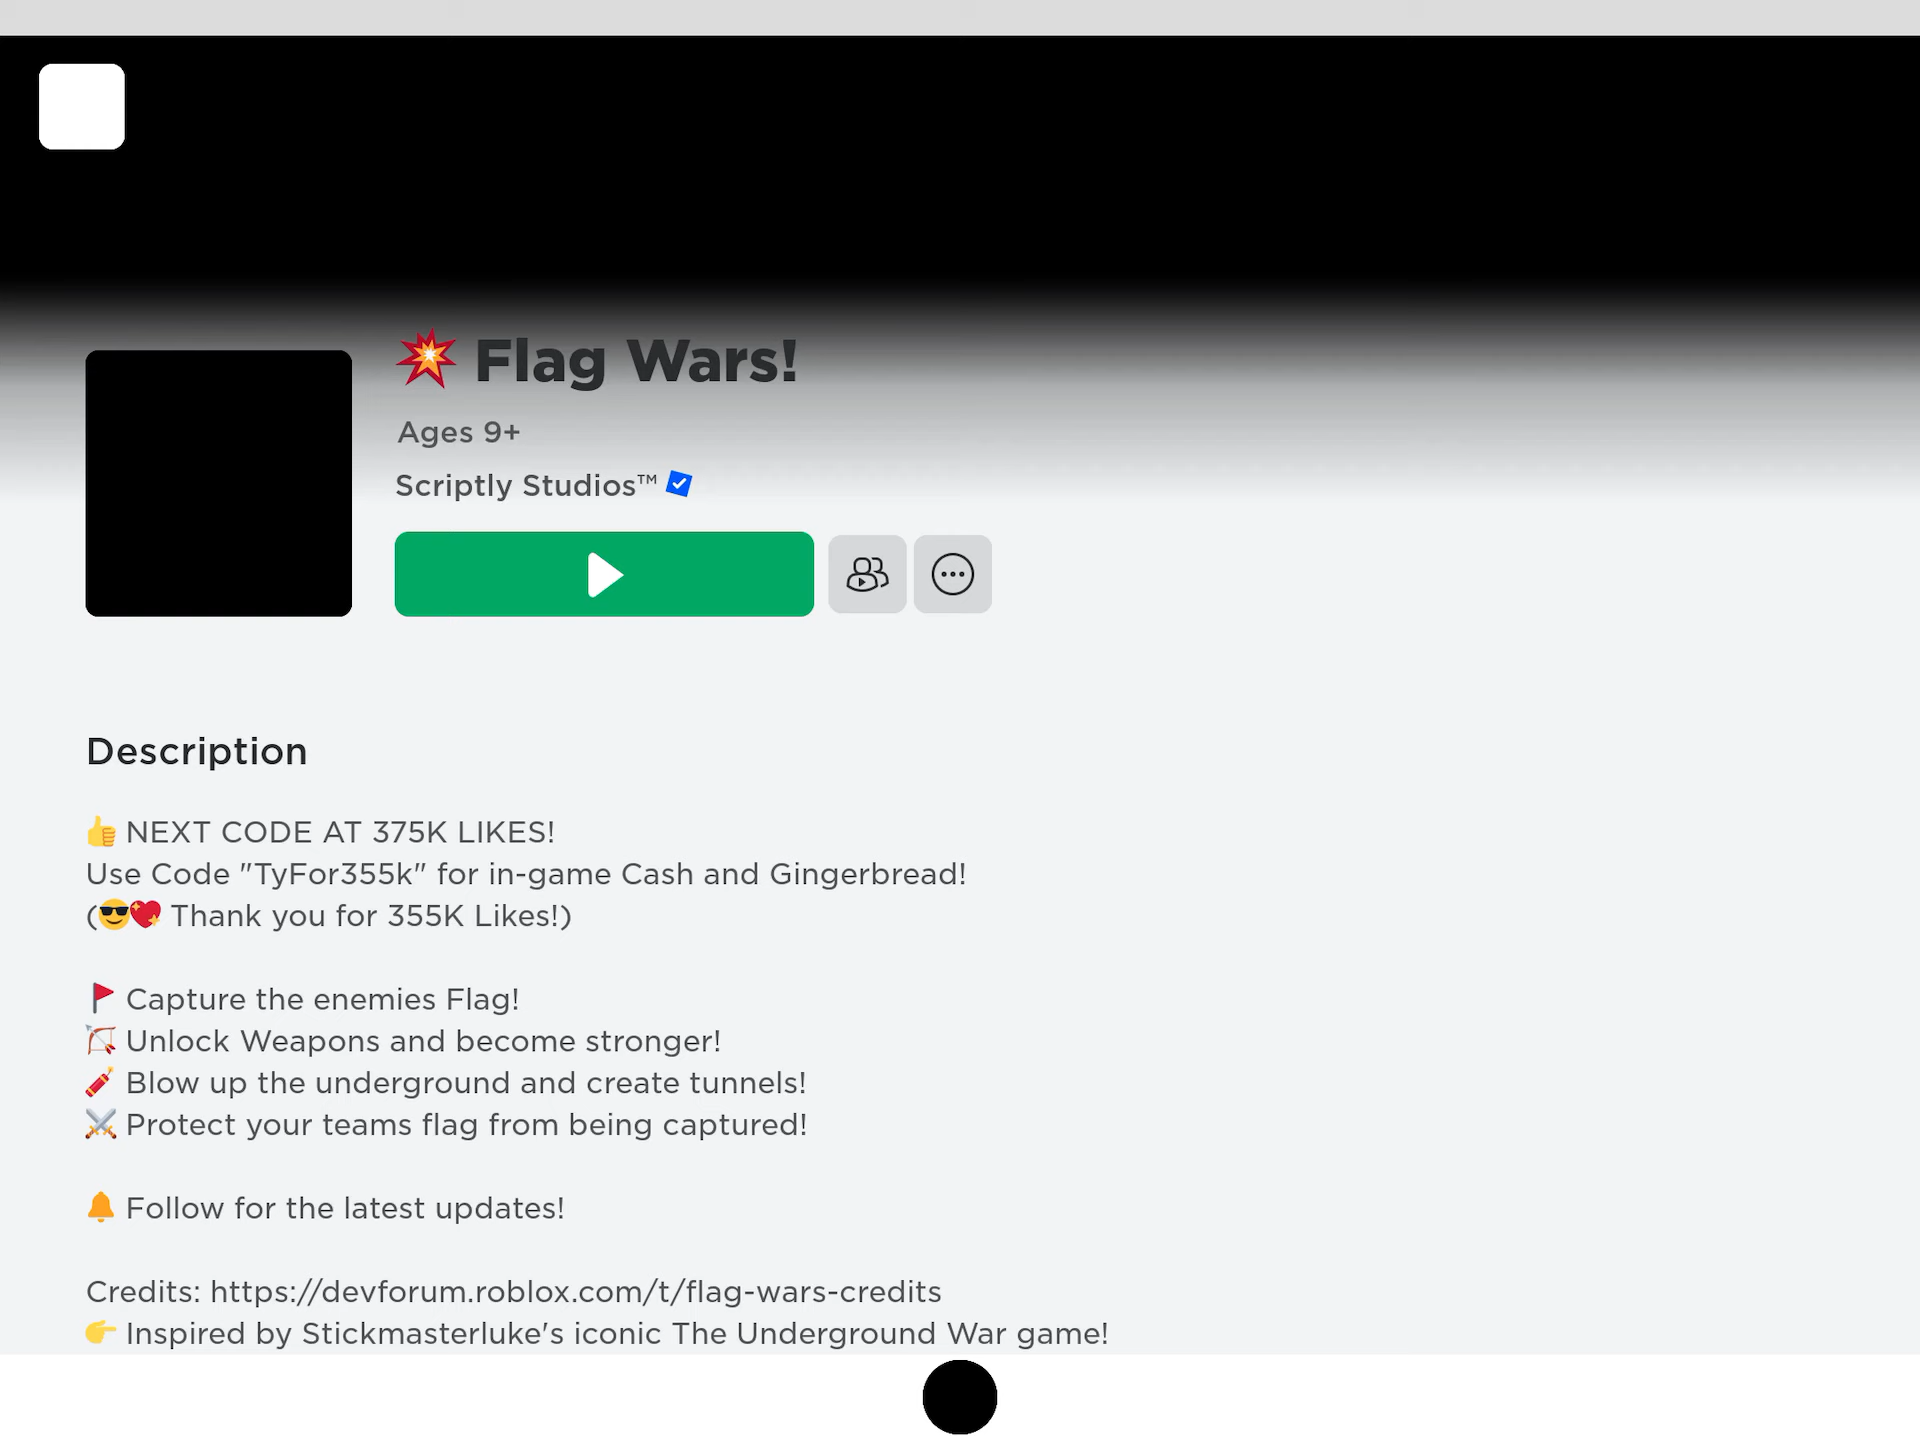 💥 Flag Wars!
Ages 9+
Scriptly Studios™
Description
👍 NEXT CODE AT 375K LIKES!
Use Code "TyFor355k" for in-game Cash and Gingerbread!
(😎💖 Thank you for 355K Likes!)
🚩 Capture the enemies Flag!
🏹 Unlock Weapons and become stronger!
🧨 Blow up the underground and create tunnels!
⚔️ Protect your teams flag from being captured!
🔔 Follow for the latest updates!
Credits: https://devforum.roblox.com/t/flag-wars-credits
👉 Inspired by Stickmasterluke's iconic The Underground War game!